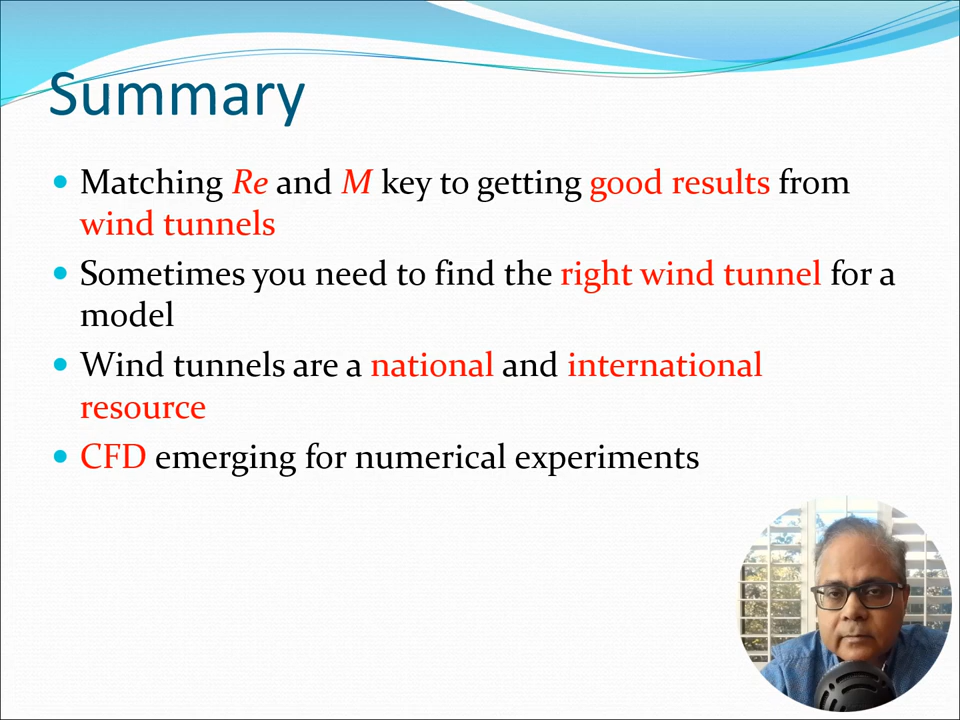 Summary
Matching Re and M key to getting good results from
wind tunnels
Sometimes you need to find the right wind tunnel for a
model
Wind tunnels are a national and international
resource
CFD emerging for numerical experiments